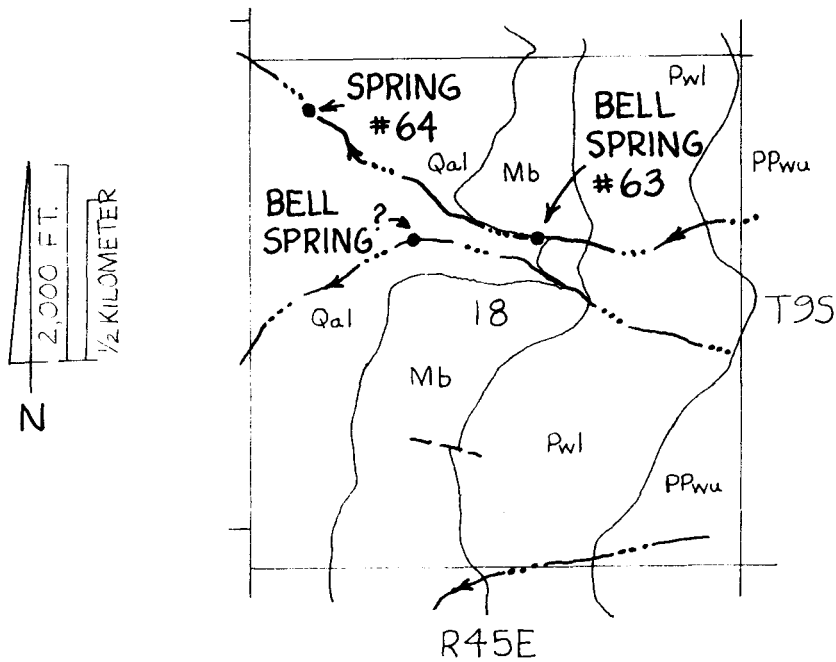 SPRING
#64
Pwl
BELL
SPRING
#63
Qal
Mb
PPwu
BELL
SPRING
?
2,000 FT.
1/2 KILOMETER
Qal
18
T9S
Mb
Pwl
PPwu
N
R45E